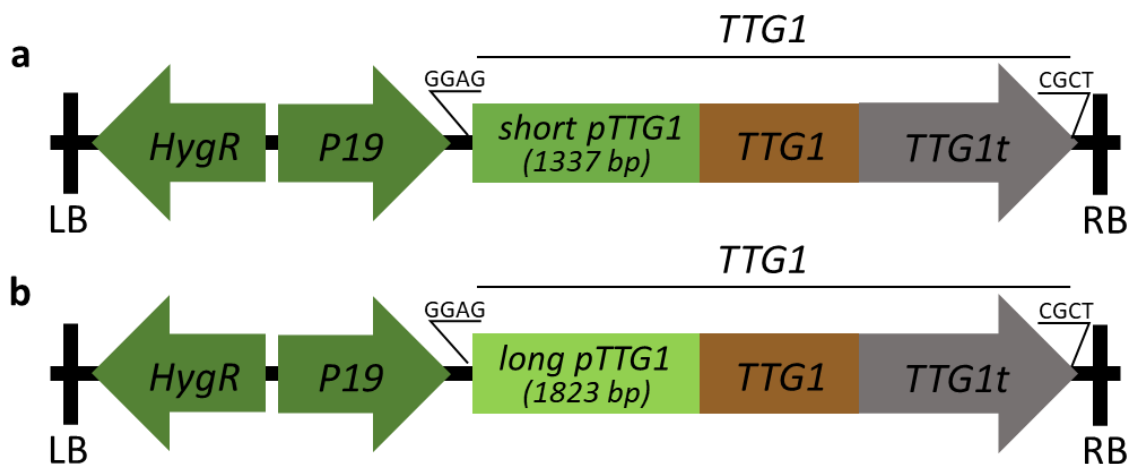 TTG1
a
GGAG
CGCT
HygR
P19
short pTTG1
(1337 bp)
TTG1
TTG1t
LB
RB
TTG1
b
GGAG
CGCT
HygR
P19
long pTTG1
(1823 bp)
TTG1
TTG1t
LB
RB